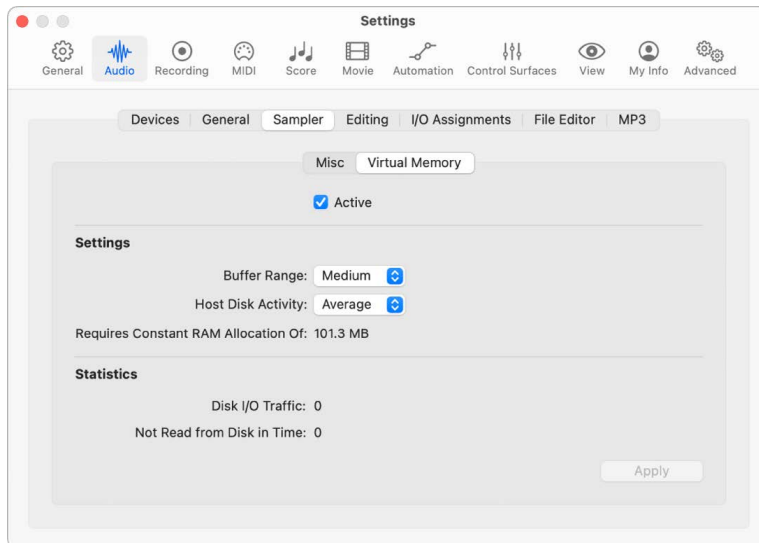 Settings
General Audio Recording MIDI Score Movie Automation Control Surfaces View My Info Advanced
Devices General Sampler Editing I/O Assignments File Editor MP3
Misc Virtual Memory
Active
Settings
Buffer Range: Medium
Host Disk Activity: Average
Requires Constant RAM Allocation Of: 101.3 MB
Statistics
Disk I/O Traffic: 0
Not Read from Disk in Time: 0
Apply